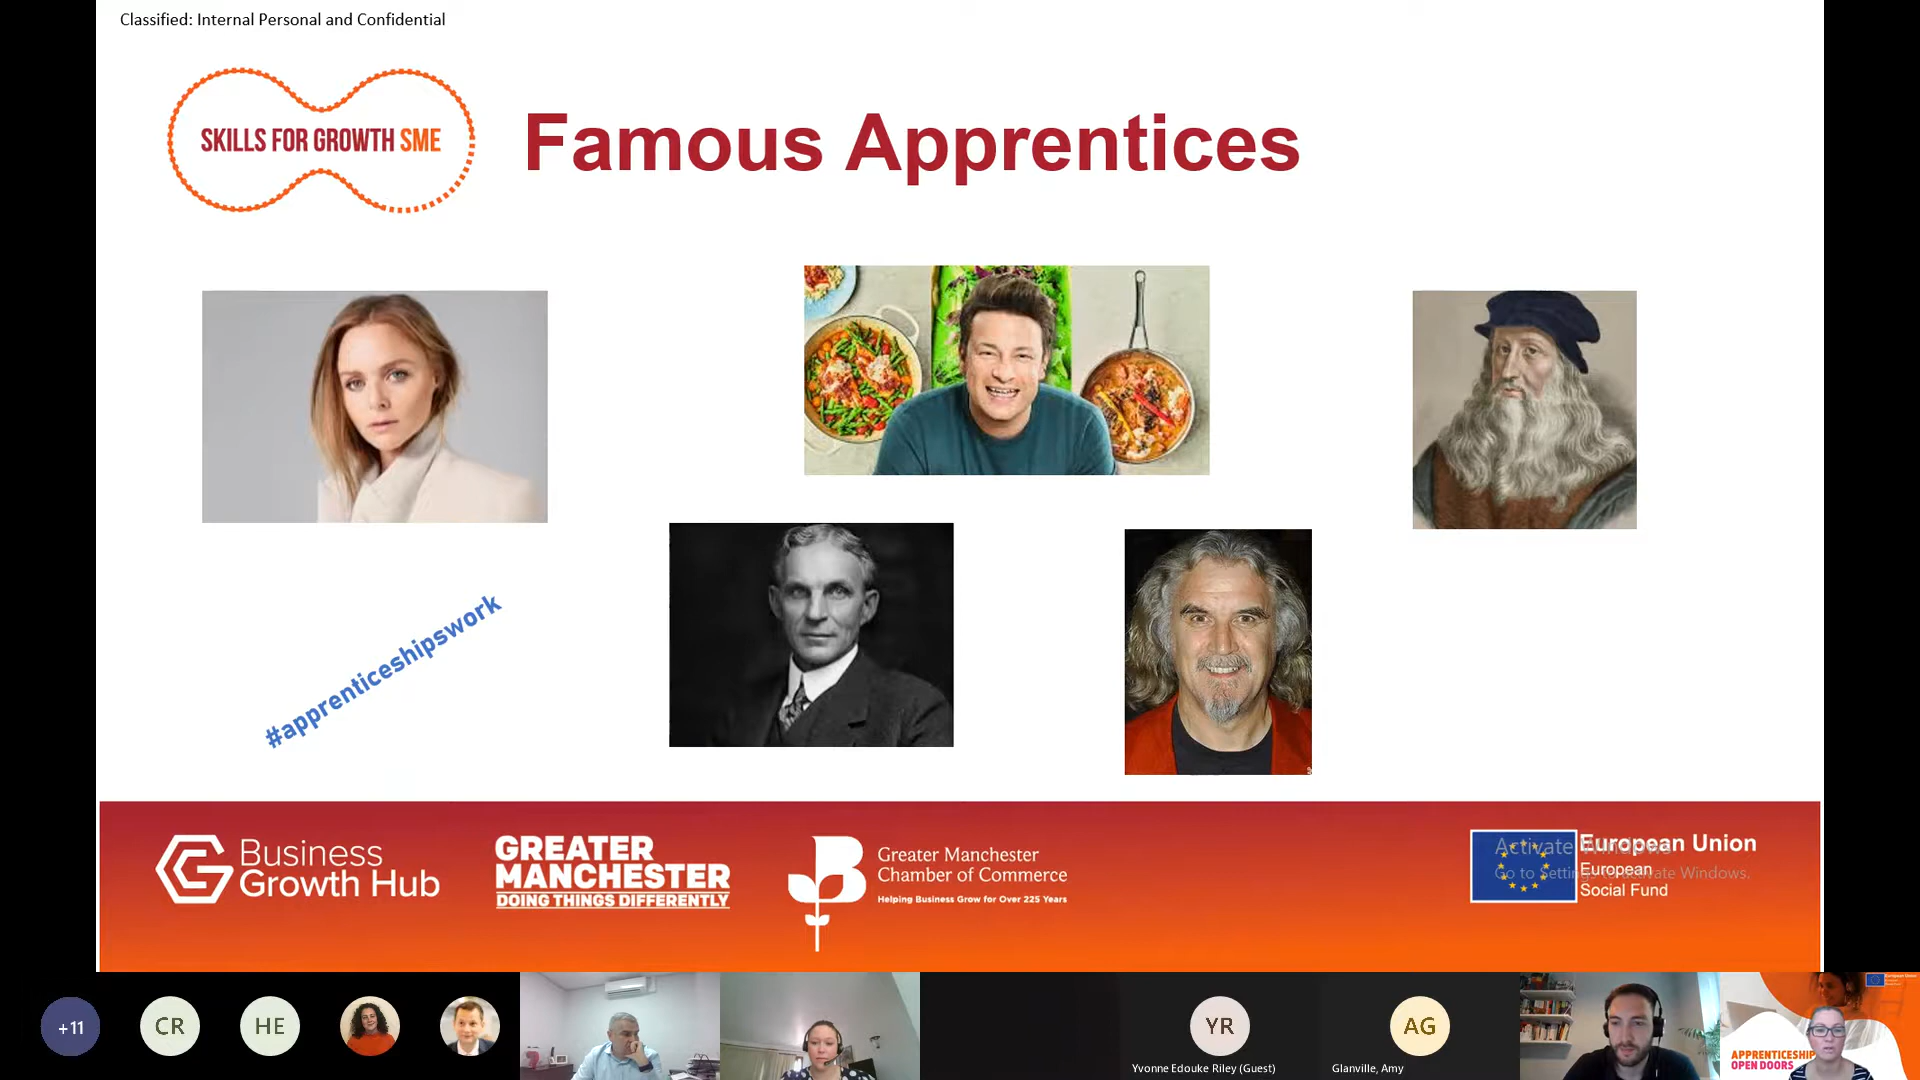 Classified: Internal Personal and Confidential
SKILLS FOR GROWTH SME
Famous Apprentices
#apprenticeshipswork
Business
Growth Hub
GREATER
MANCHESTER
DOING THINGS DIFFERENTLY
Greater Manchester
Chamber of Commerce
Helping Business Grow for Over 225 Years
European Union
European
Social Fund
Activate Windows
Go to Settings to activate Windows.
+11
CR
HE
YR
Yvonne Edouke Riley (Guest)
AG
Glanville, Amy
APPRENTICESHIP
OPEN DOORS